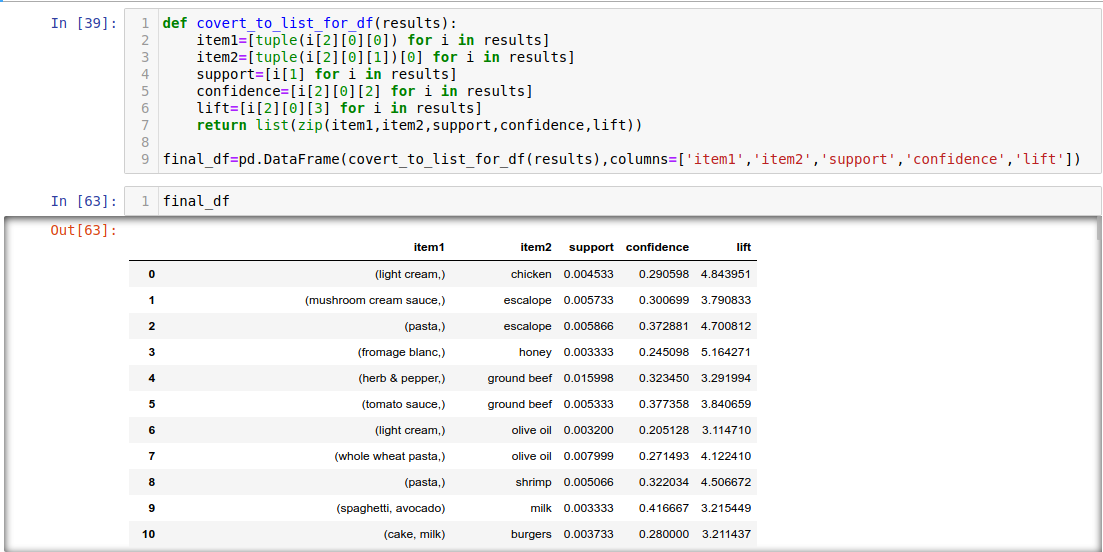 In [39]:
1 def covert_to_list_for_df(results):
2     item1=[tuple(i[2][0][0]) for i in results]
3     item2=[tuple(i[2][0][1])[0] for i in results]
4     support=[i[1] for i in results]
5     confidence=[i[2][0][2] for i in results]
6     lift=[i[2][0][3] for i in results]
7     return list(zip(item1,item2,support,confidence,lift))
8
9 final_df=pd.DataFrame(covert_to_list_for_df(results),columns=['item1','item2','support','confidence','lift'])
In [63]:
1 final_df
Out[63]:
item1 item2 support confidence lift
0 (light cream,) chicken 0.004533 0.290598 4.843951
1 (mushroom cream sauce,) escalope 0.005733 0.300699 3.790833
2 (pasta,) escalope 0.005866 0.372881 4.700812
3 (fromage blanc,) honey 0.003333 0.245098 5.164271
4 (herb & pepper,) ground beef 0.015998 0.323450 3.291994
5 (tomato sauce,) ground beef 0.005333 0.377358 3.840659
6 (light cream,) olive oil 0.003200 0.205128 3.114710
7 (whole wheat pasta,) olive oil 0.007999 0.271493 4.122410
8 (pasta,) shrimp 0.005066 0.322034 4.506672
9 (spaghetti, avocado) milk 0.003333 0.416667 3.215449
10 (cake, milk) burgers 0.003733 0.280000 3.211437